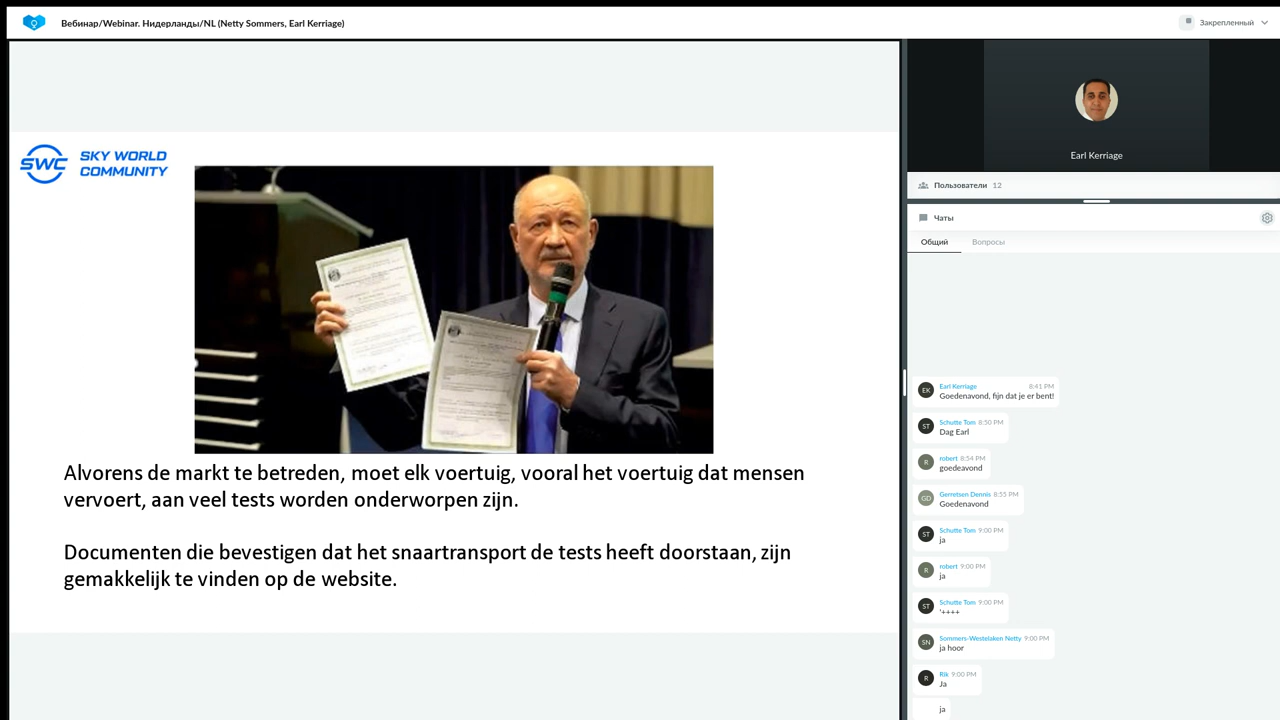 Вебинар/Webinar. Нидерланды/NL (Netty Sommers, Earl Kerriage)
Закрепленный
SWC SKY WORLD
COMMUNITY
Alvorens de markt te betreden, moet elk voertuig, vooral het voertuig dat mensen
vervoert, aan veel tests worden onderworpen zijn.
Documenten die bevestigen dat het snaartransport de tests heeft doorstaan, zijn
gemakkelijk te vinden op de website.
Earl Kerriage
Пользователи 12
Чаты
Общий Вопросы
EK Earl Kerriage 8:41 PM
Goedenavond, fijn dat je er bent!
ST Schutte Tom 8:50 PM
Dag Earl
R robert 8:54 PM
goedeavond
GD Gerretsen Dennis 8:55 PM
Goedenavond
ST Schutte Tom 9:00 PM
ja
R robert 9:00 PM
ja
ST Schutte Tom 9:00 PM
'++++
SN Sommers-Westelaken Netty 9:00 PM
ja hoor
R Rik 9:00 PM
Ja
ja